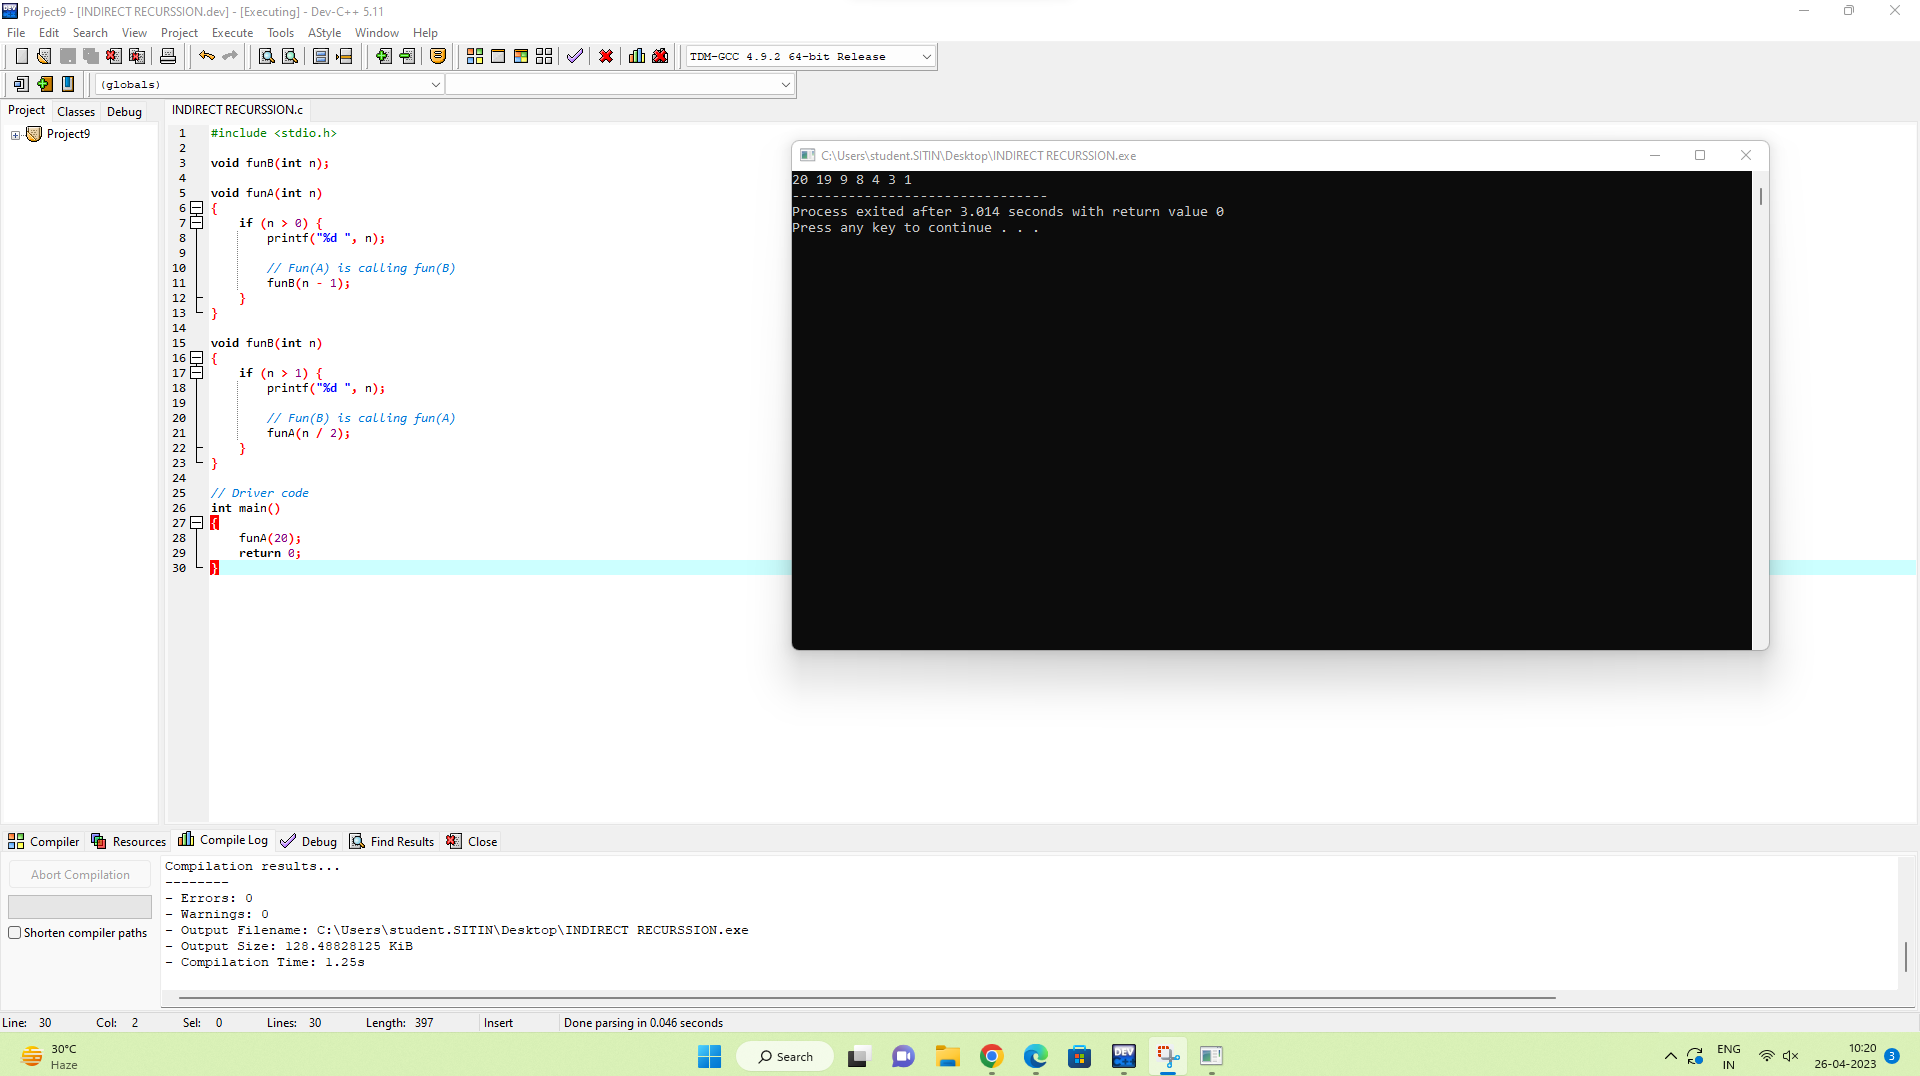 Project9 - [INDIRECT RECURSSION.dev] - [Executing] - Dev-C++ 5.11
File Edit Search View Project Execute Tools AStyle Window Help
TDM-GCC 4.9.2 64-bit Release
(globals)
Project Classes Debug
Project9
INDIRECT RECURSSION.c
1 #include <stdio.h>
2
3 void funB(int n);
4
5 void funA(int n)
6 {
7 if (n > 0) {
8 printf("%d ", n);
9
10 // Fun(A) is calling fun(B)
11 funB(n - 1);
12 }
13 }
14
15 void funB(int n)
16 {
17 if (n > 1) {
18 printf("%d ", n);
19
20 // Fun(B) is calling fun(A)
21 funA(n / 2);
22 }
23 }
24
25 // Driver code
26 int main()
27 {
28 funA(20);
29 return 0;
30 }
C:\Users\student.SITIN\Desktop\INDIRECT RECURSSION.exe
20 19 9 8 4 3 1
--------------------------------
Process exited after 3.014 seconds with return value 0
Press any key to continue . . .
Compiler Resources Compile Log Debug Find Results Close
Abort Compilation
Shorten compiler paths
Compilation results...
--------
- Errors: 0
- Warnings: 0
- Output Filename: C:\Users\student.SITIN\Desktop\INDIRECT RECURSSION.exe
- Output Size: 128.48828125 KiB
- Compilation Time: 1.25s
Line: 30 Col: 2 Sel: 0 Lines: 30 Length: 397 Insert Done parsing in 0.046 seconds
30°C
Haze
Search
DEV
ENG
IN
10:20
26-04-2023
3